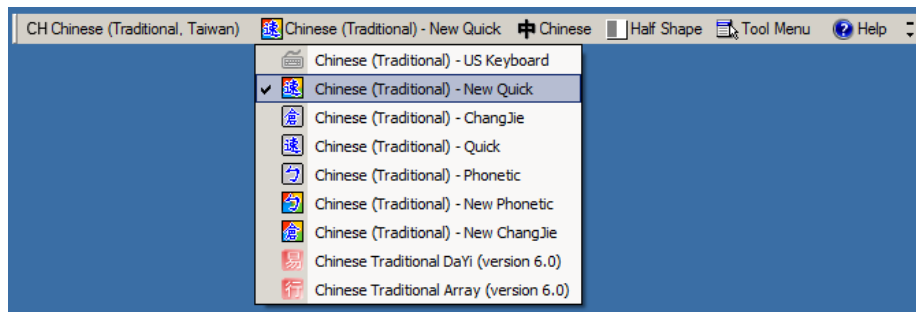 CH Chinese (Traditional, Taiwan) 速 Chinese (Traditional) - New Quick 中 Chinese Half Shape Tool Menu ? Help
Chinese (Traditional) - US Keyboard
速 Chinese (Traditional) - New Quick
倉 Chinese (Traditional) - ChangJie
速 Chinese (Traditional) - Quick
ㄅ Chinese (Traditional) - Phonetic
ㄅ Chinese (Traditional) - New Phonetic
倉 Chinese (Traditional) - New ChangJie
易 Chinese Traditional DaYi (version 6.0)
行 Chinese Traditional Array (version 6.0)